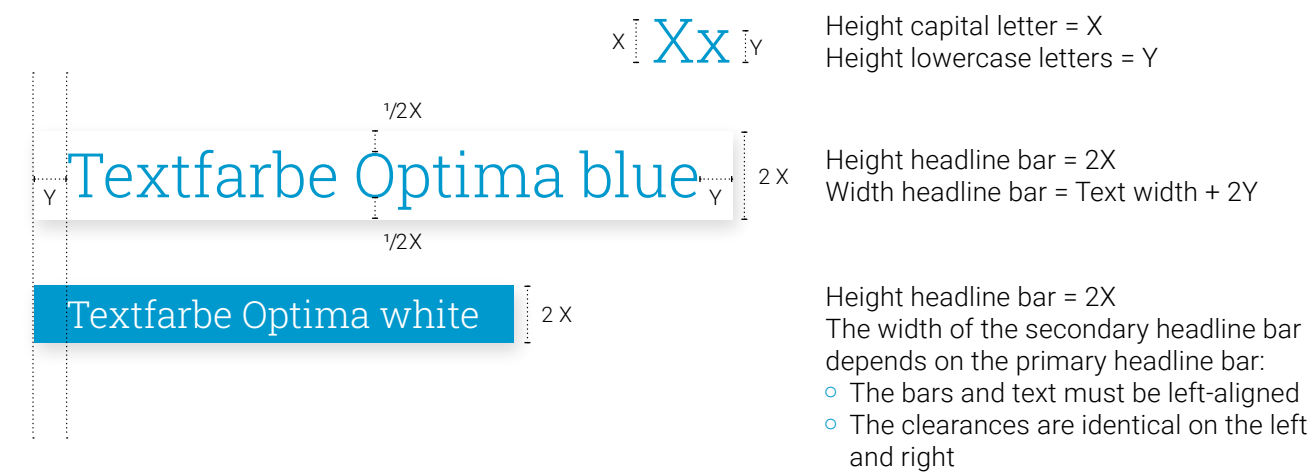 X Xx Y
Height capital letter = X
Height lowercase letters = Y
1/2X
Y Textfarbe Optima blue Y
2 X
1/2X
Height headline bar = 2X
Width headline bar = Text width + 2Y
Textfarbe Optima white
2 X
Height headline bar = 2X
The width of the secondary headline bar
depends on the primary headline bar:
The bars and text must be left-aligned
The clearances are identical on the left
and right